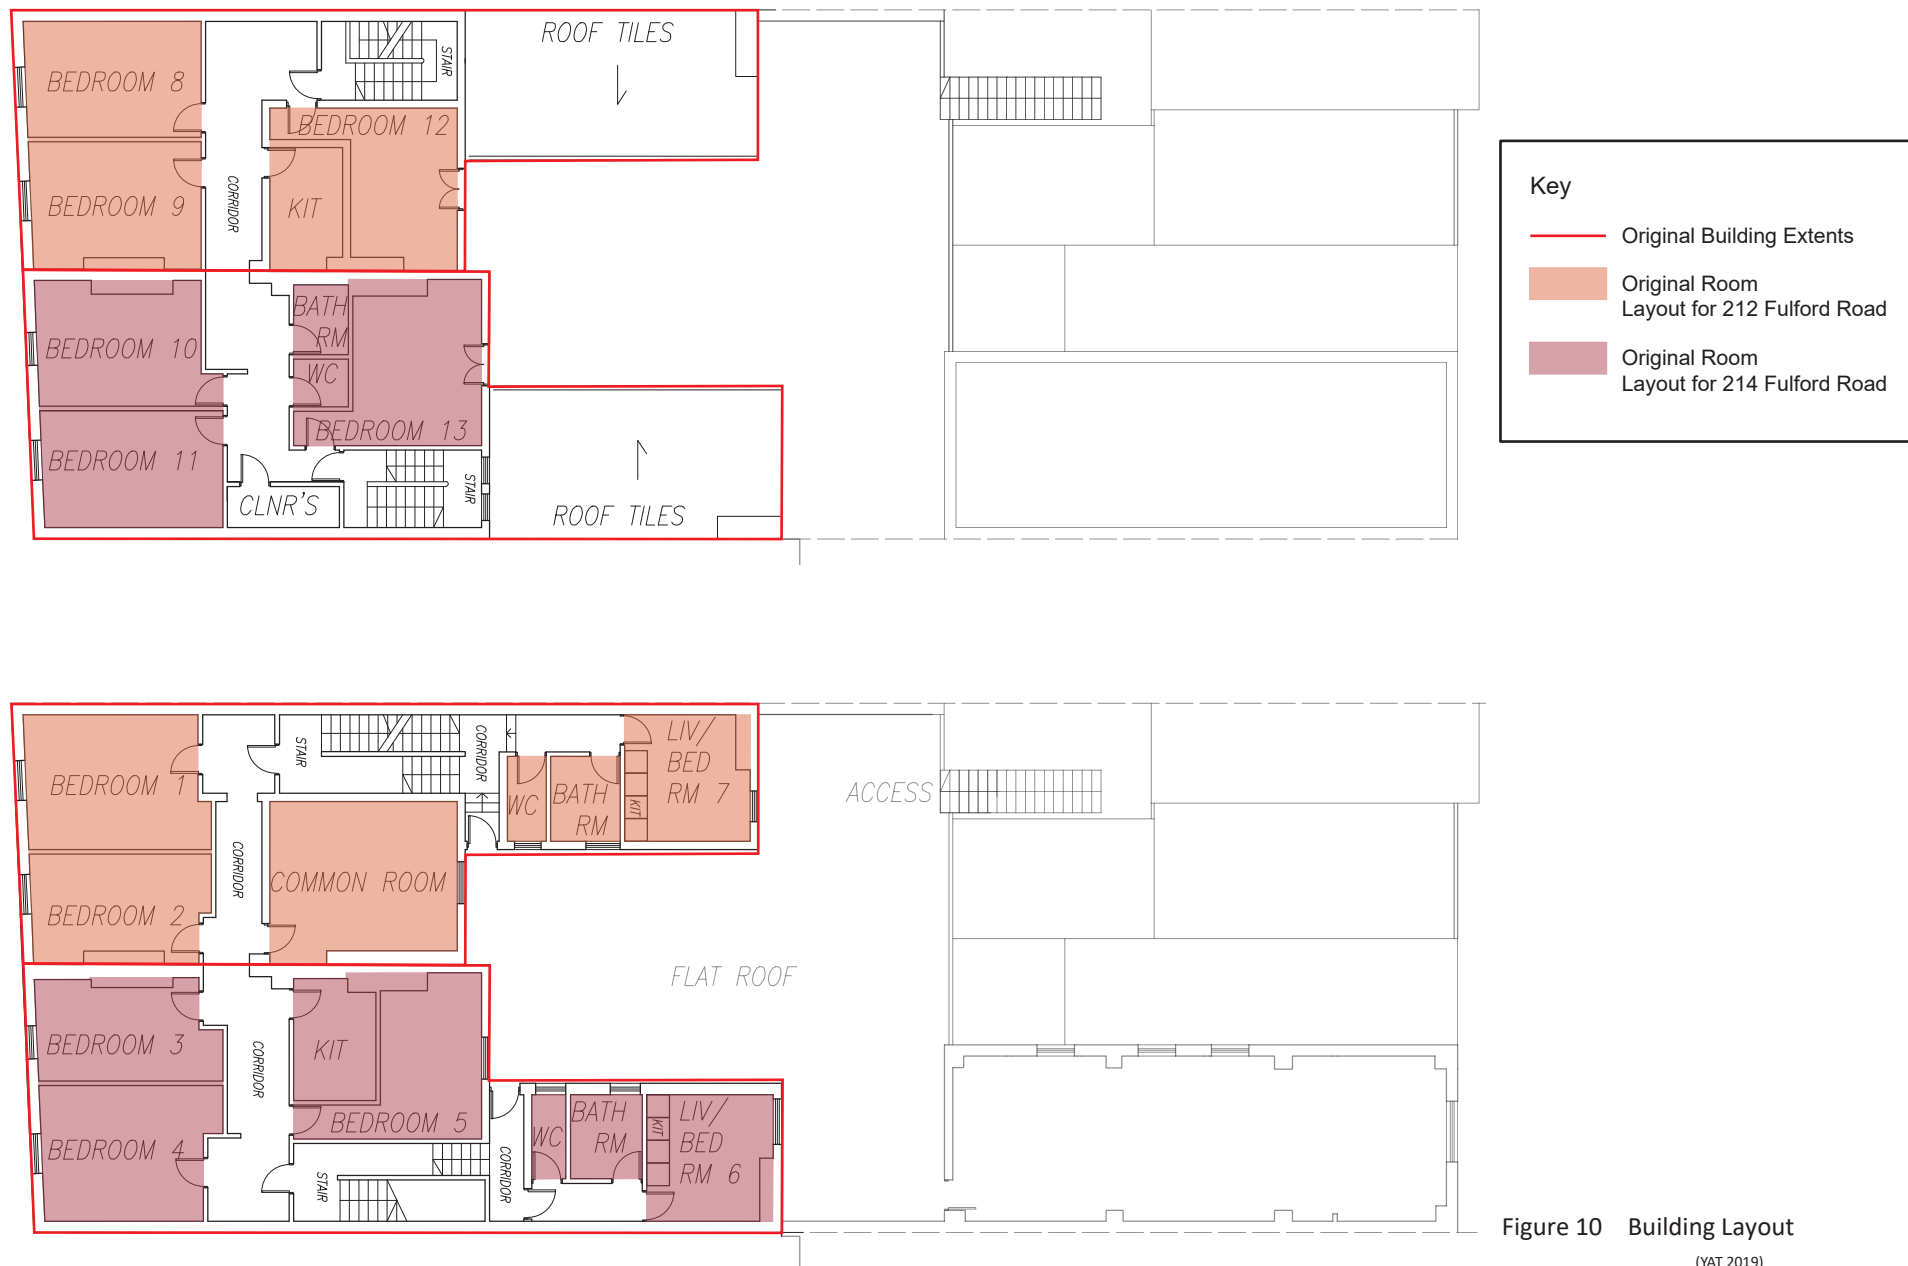 ROOF TILES
STAIR
BEDROOM 8
BEDROOM 12
CORRIDOR
BEDROOM 9
KIT
BATH
RM
BEDROOM 10
WC
BEDROOM 13
BEDROOM 11
STAIR
CLNR'S
ROOF TILES
Key
Original Building Extents
Original Room
Layout for 212 Fulford Road
Original Room
Layout for 214 Fulford Road
LIV/
BED
RM 7
CORRIDOR
STAIR
BEDROOM 1
KIT
WC
BATH
RM
ACCESS
CORRIDOR
COMMON ROOM
BEDROOM 2
FLAT ROOF
BEDROOM 3
KIT
CORRIDOR
BEDROOM 5
BEDROOM 4
WC
BATH
RM
KIT
LIV/
BED
RM 6
STAIR
CORRIDOR
Figure 10 Building Layout
(YAT 2019)